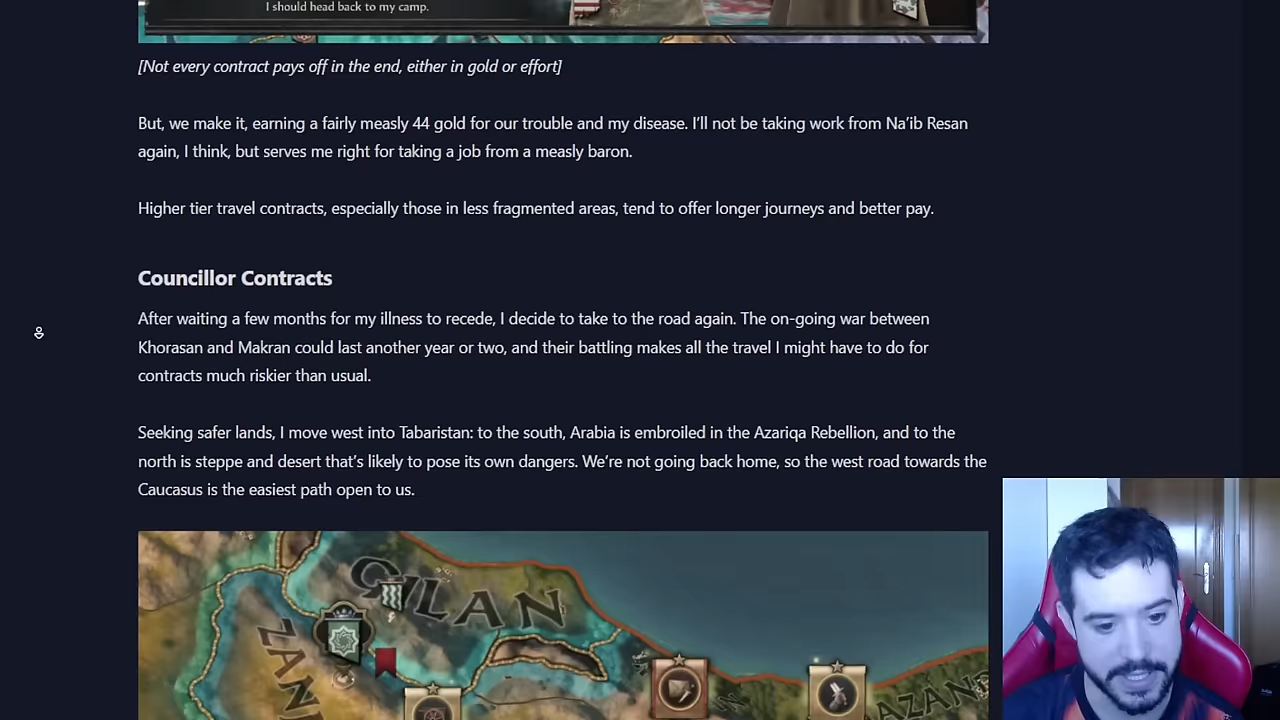 I should head back to my camp.
[Not every contract pays off in the end, either in gold or effort]
But, we make it, earning a fairly measly 44 gold for our trouble and my disease. I'll not be taking work from Na'ib Resan
again, I think, but serves me right for taking a job from a measly baron.
Higher tier travel contracts, especially those in less fragmented areas, tend to offer longer journeys and better pay.
Councillor Contracts
After waiting a few months for my illness to recede, I decide to take to the road again. The on-going war between
Khorasan and Makran could last another year or two, and their battling makes all the travel I might have to do for
contracts much riskier than usual.
Seeking safer lands, I move west into Tabaristan: to the south, Arabia is embroiled in the Azariqa Rebellion, and to the
north is steppe and desert that's likely to pose its own dangers. We're not going back home, so the west road towards the
Caucasus is the easiest path open to us.
GILAN